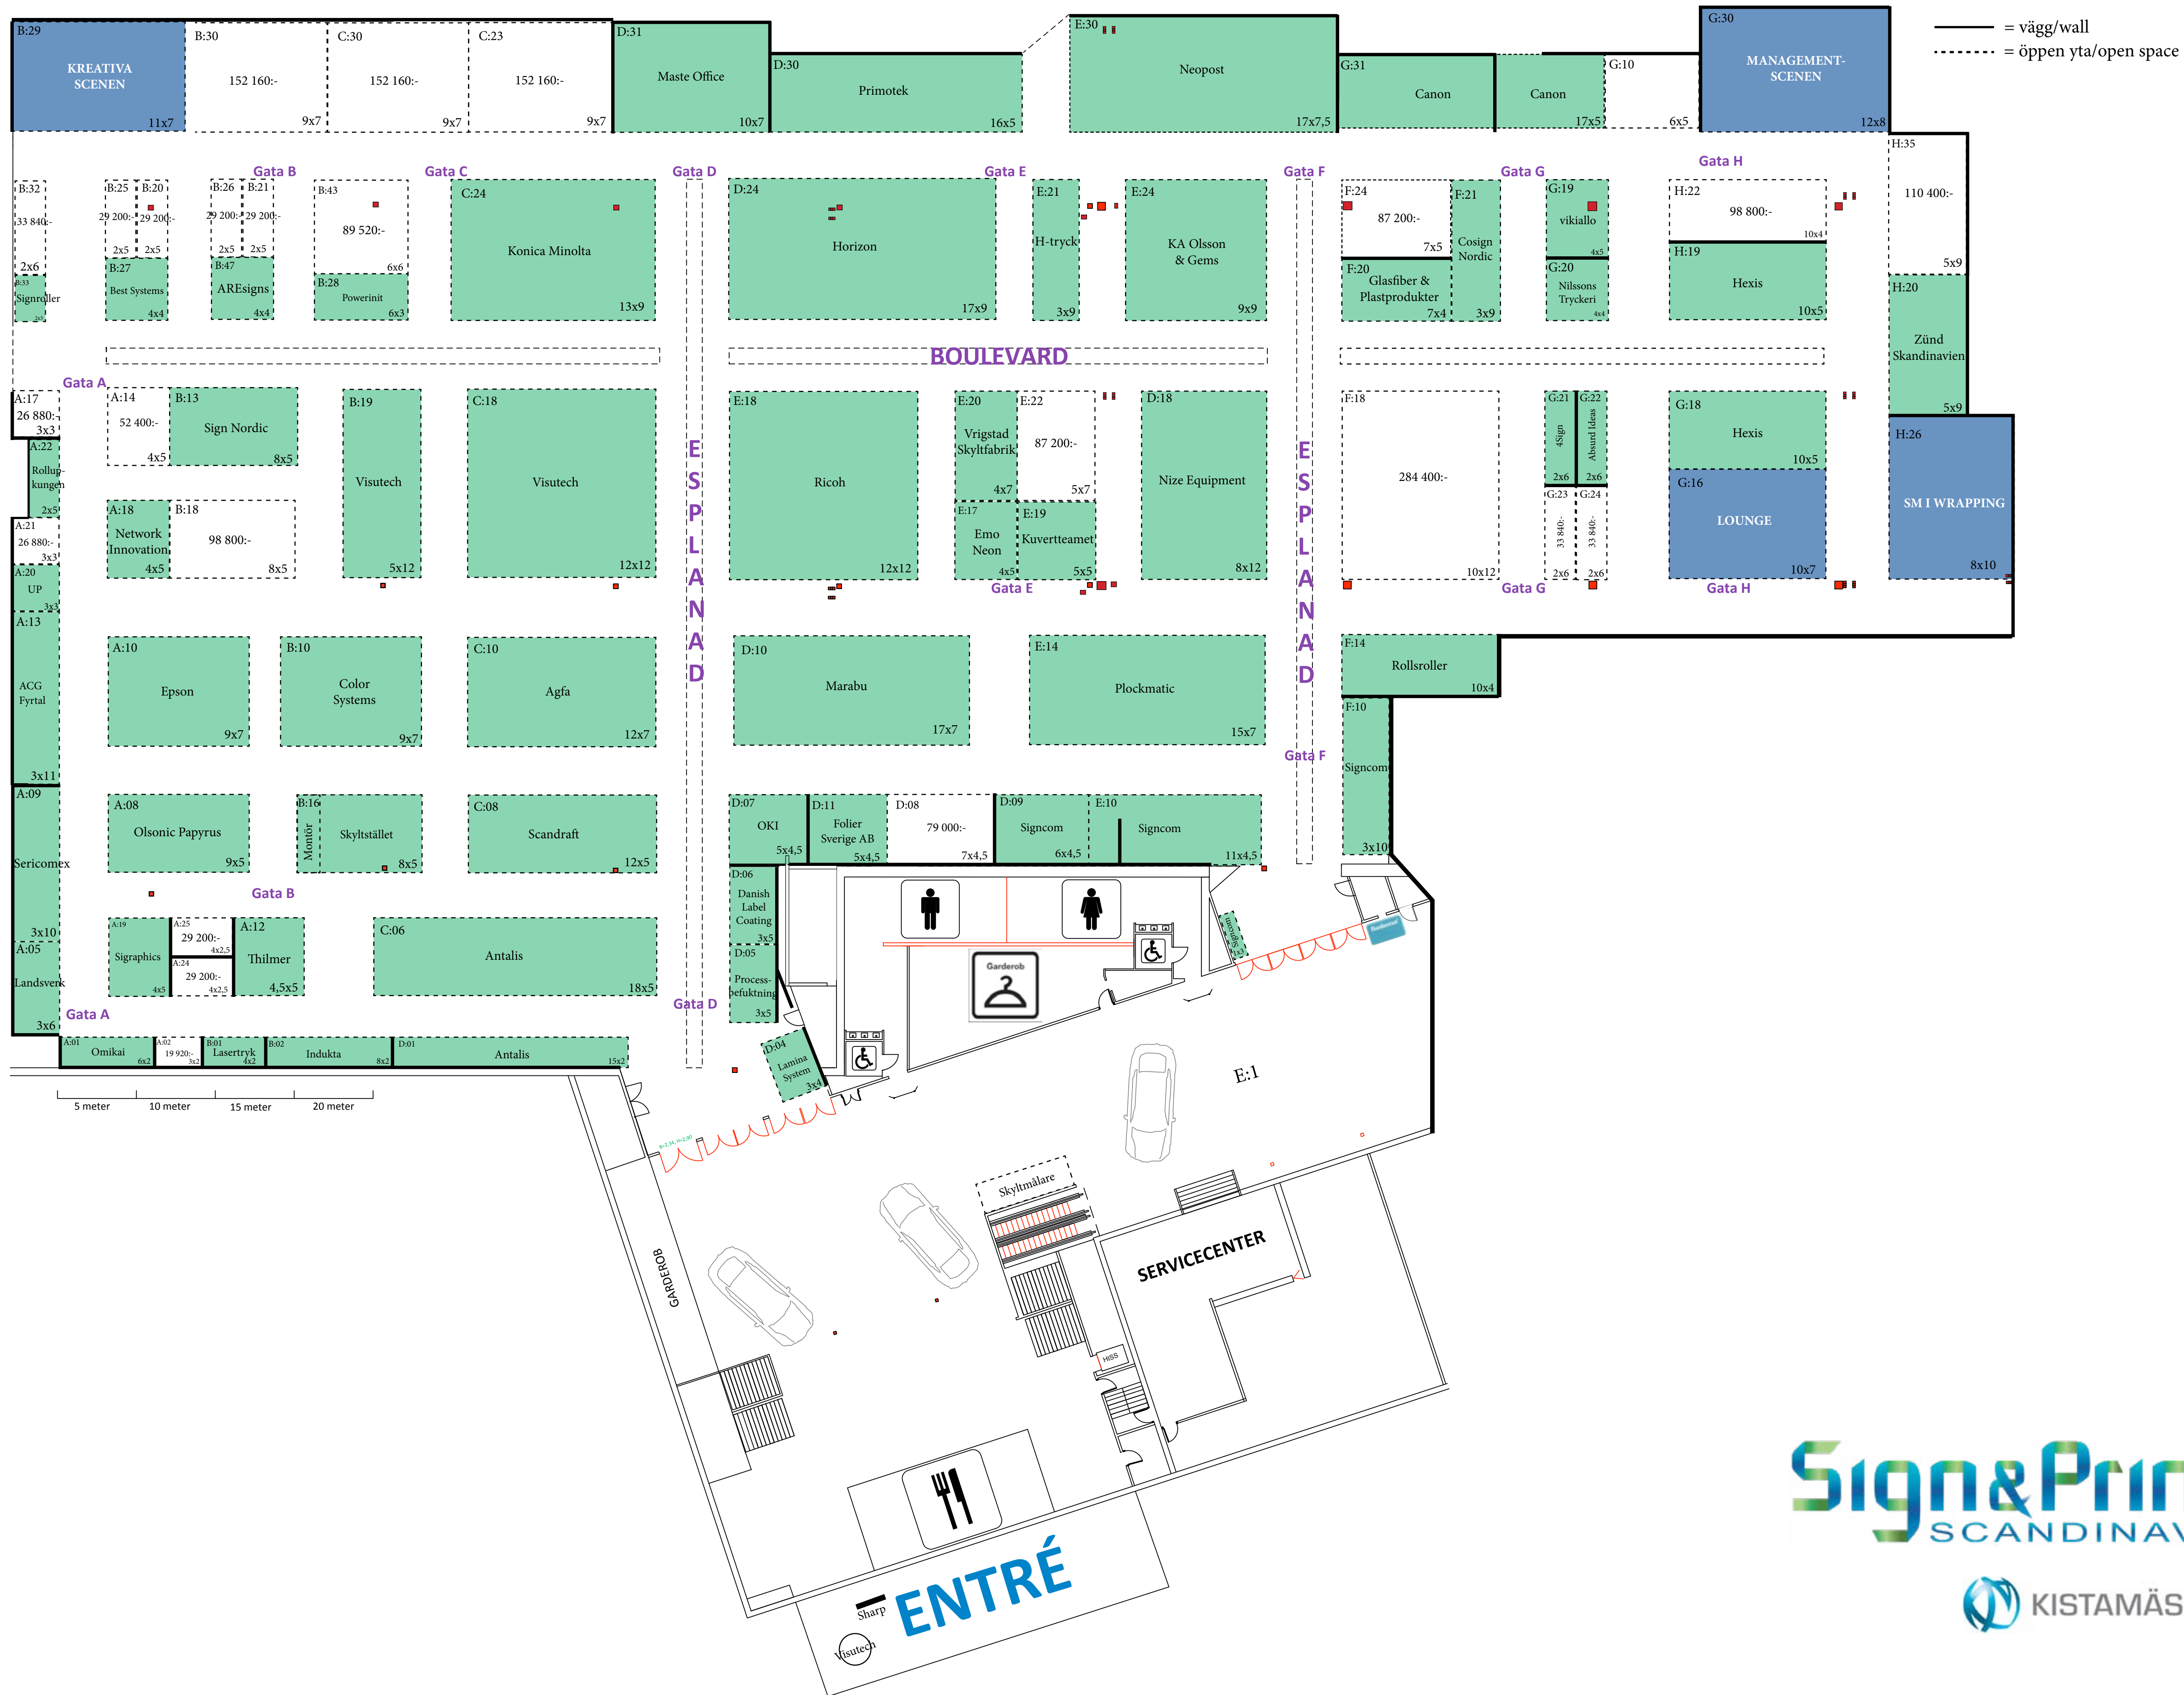 B:29
KREATIVA
SCENEN
11x7
B:30
152 160:-
9x7
C:30
152 160:-
9x7
C:23
152 160:-
9x7
D:31
Maste Office
10x7
D:30
Primotek
16x5
E:30
Neopost
17x7,5
G:31
Canon
Canon
17x5
G:10
6x5
G:30
MANAGEMENT-
SCENEN
12x8
= vägg/wall
= öppen yta/open space
Gata B
Gata C
Gata D
Gata E
Gata F
Gata G
Gata H
B:32
33 840:-
2x6
B:33
Signroller
B:25
29 200:-
2x5
B:20
29 200:-
2x5
B:27
Best Systems
4x4
B:26
29 200:-
2x5
B:21
29 200:-
2x5
B:47
AREsigns
4x4
B:43
89 520:-
6x6
B:28
Powerinit
6x3
C:24
Konica Minolta
13x9
D:24
Horizon
17x9
E:21
H-tryck
3x9
E:24
KA Olsson
& Gems
9x9
F:24
87 200:-
7x5
F:20
Glasfiber &
Plastprodukter
7x4
F:21
Cosign
Nordic
3x9
G:19
vikiallo
4x5
G:20
Nilssons
Tryckeri
4x4
H:22
98 800:-
10x4
H:19
Hexis
10x5
H:35
110 400:-
5x9
H:20
Zünd
Skandinavien
5x9
BOULEVARD
ESPLANAD
ESPLANAD
Gata A
A:17
26 880:-
3x3
A:22
Rollup-
kungen
2x5
A:21
26 880:-
3x3
A:20
UP
3x3
A:13
ACG
Fyrtal
3x11
A:09
Sericomex
3x10
A:05
Landsverk
3x6
A:14
52 400:-
4x5
B:13
Sign Nordic
8x5
A:18
Network
Innovation
4x5
B:18
98 800:-
8x5
B:19
Visutech
5x12
C:18
Visutech
12x12
E:18
Ricoh
12x12
E:20
Vrigstad
Skyltfabrik
4x7
E:22
87 200:-
5x7
E:17
Emo
Neon
4x5
E:19
Kuvertteamet
5x5
D:18
Nize Equipment
8x12
F:18
284 400:-
10x12
G:21
4Sign
2x6
G:22
Absurd Ideas
2x6
G:23
33 840:-
2x6
G:24
33 840:-
2x6
G:18
Hexis
10x5
G:16
LOUNGE
10x7
H:26
SM I WRAPPING
8x10
Gata E
Gata G
Gata H
A:10
Epson
9x7
B:10
Color
Systems
9x7
C:10
Agfa
12x7
D:10
Marabu
17x7
E:14
Plockmatic
15x7
F:14
Rollsroller
10x4
F:10
Signcom
3x10
Gata F
A:08
Olsonic Papyrus
9x5
B:16
Montör
Skyltstället
8x5
C:08
Scandraft
12x5
D:07
OKI
5x4,5
D:11
Folier
Sverige AB
5x4,5
D:08
79 000:-
7x4,5
D:09
Signcom
6x4,5
E:10
Signcom
11x4,5
Gata B
A:19
Sigraphics
4x5
A:25
29 200:-
4x2,5
A:24
29 200:-
4x2,5
A:12
Thilmer
4,5x5
C:06
Antalis
18x5
D:06
Danish
Label
Coating
3x5
D:05
Process-
befuktning
3x5
Garderob
Signcom
Gata D
Gata A
A:01
Omikai
6x2
A:02
19 920:-
3x2
B:01
Lasertryk
4x2
B:02
Indukta
8x2
D:01
Antalis
15x2
D:04
Lamina
System
3x4
E:1
5 meter
10 meter
15 meter
20 meter
B=2,34, H=2,90
Skyltmålare
GARDEROB
SERVICECENTER
HISS
ENTRÉ
Sharp
Visutech
Sign&Prin
SCANDINAV
KISTAMÄS